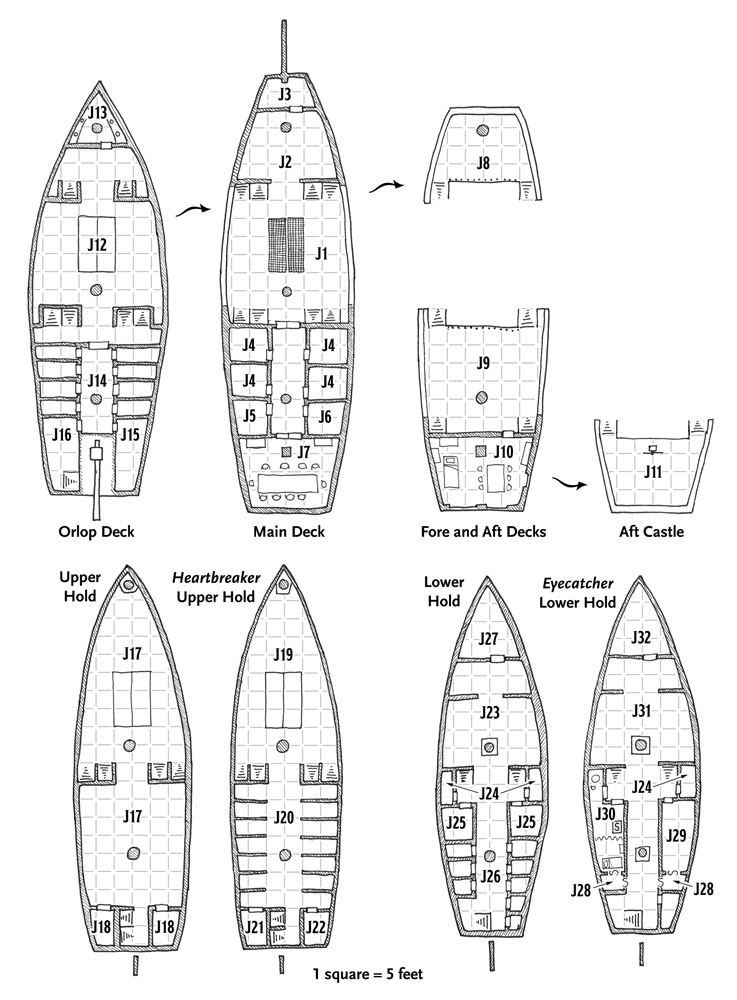 J13
J3
J2
J8
J12
J1
J4
J4
J9
J14
J4
J4
J16
J15
J5
J6
J7
J10
J11
Orlop Deck
Main Deck
Fore and Aft Decks
Aft Castle
Upper
Hold
Heartbreaker
Upper Hold
Lower
Hold
Eyecatcher
Lower Hold
J17
J19
J27
J32
J23
J31
J24
J24
J17
J20
J25
J25
J30
S
J29
J26
J28
J28
J18
J18
J21
J22
1 square = 5 feet